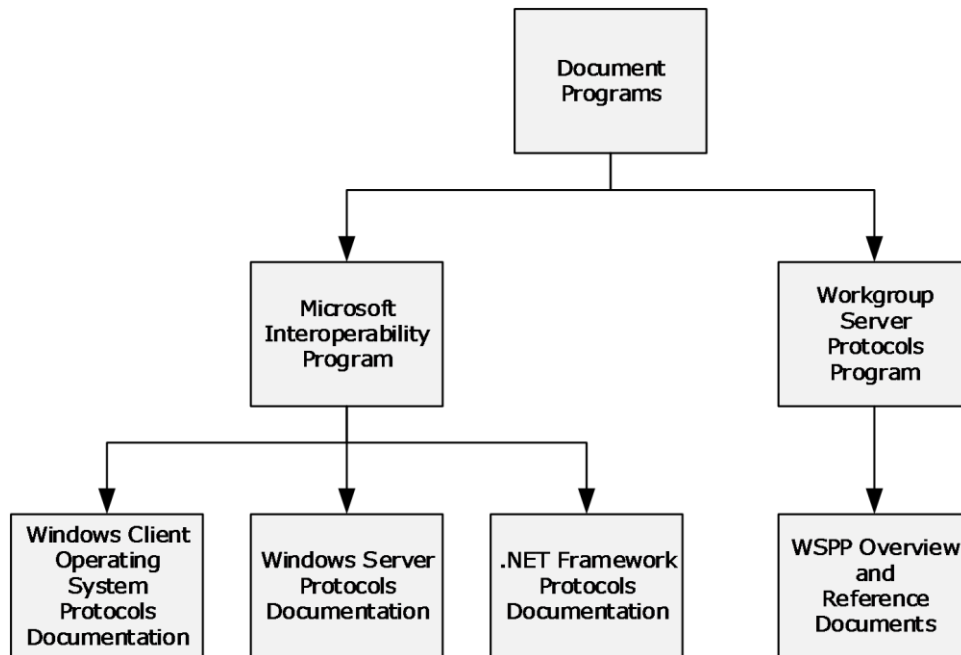 Document
Programs
Microsoft
Interoperability
Program
Workgroup
Server
Protocols
Program
Windows Client
Operating
System
Protocols
Documentation
Windows Server
Protocols
Documentation
.NET Framework
Protocols
Documentation
WSPP Overview
and
Reference
Documents